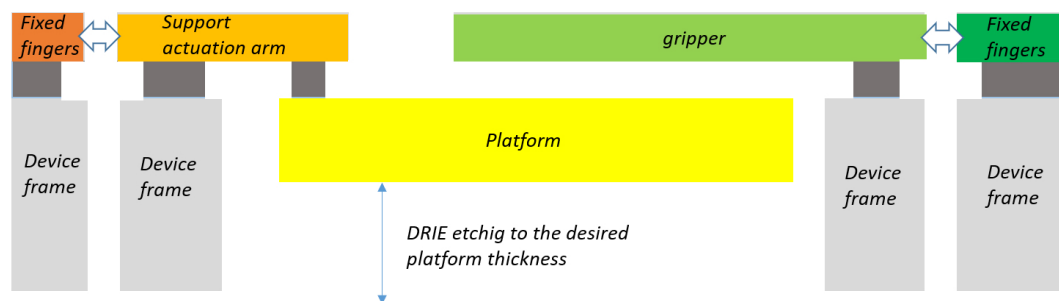 Fixed
fingers
Support
actuation arm
gripper
Fixed
fingers
Platform
Device
frame
Device
frame
Device
frame
Device
frame
DRIE etchig to the desired
platform thickness